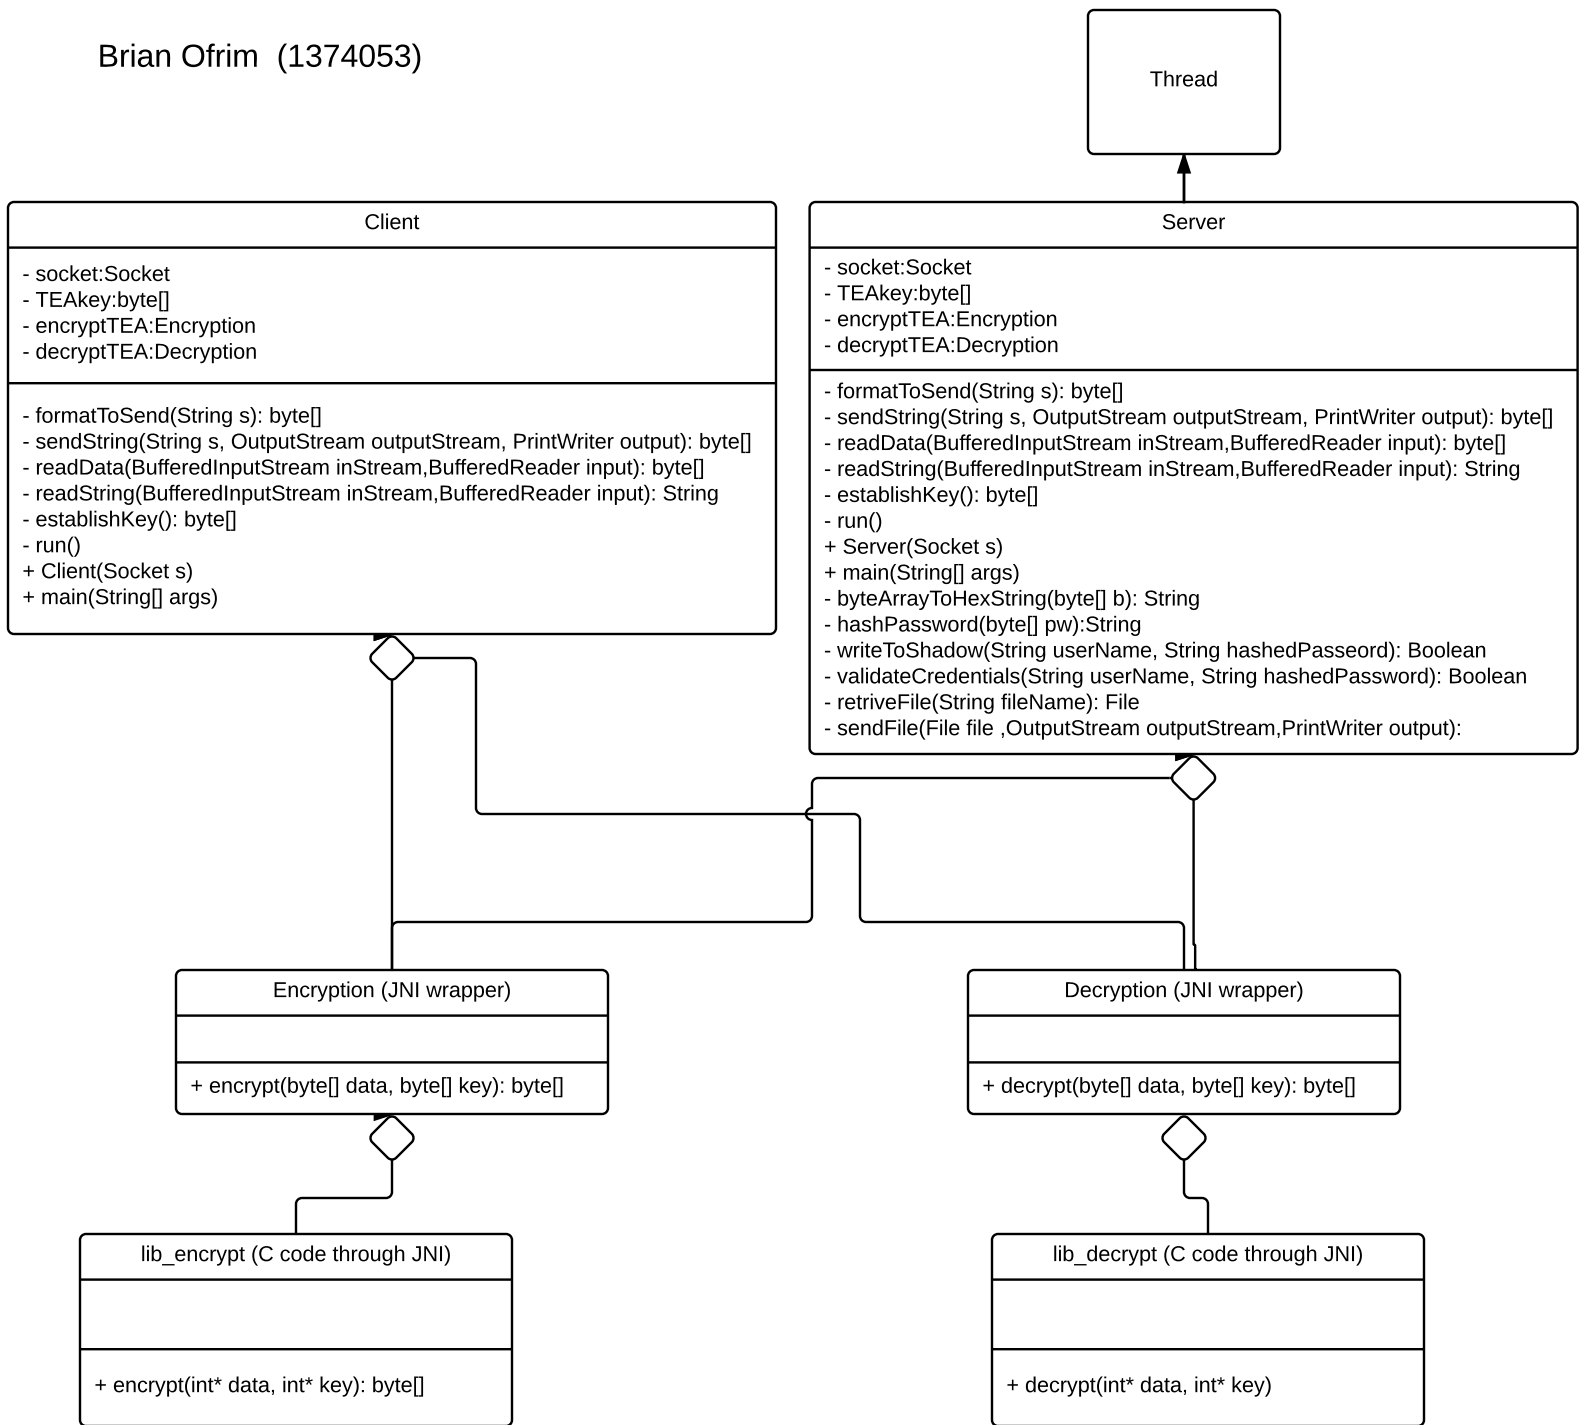 Brian Ofrim  (1374053)
Thread
Client
- socket:Socket
- TEAkey:byte[]
- encryptTEA:Encryption
- decryptTEA:Decryption
- formatToSend(String s): byte[]
- sendString(String s, OutputStream outputStream, PrintWriter output): byte[]
- readData(BufferedInputStream inStream,BufferedReader input): byte[]
- readString(BufferedInputStream inStream,BufferedReader input): String
- establishKey(): byte[]
- run()
+ Client(Socket s)
+ main(String[] args)
Server
- socket:Socket
- TEAkey:byte[]
- encryptTEA:Encryption
- decryptTEA:Decryption
- formatToSend(String s): byte[]
- sendString(String s, OutputStream outputStream, PrintWriter output): byte[]
- readData(BufferedInputStream inStream,BufferedReader input): byte[]
- readString(BufferedInputStream inStream,BufferedReader input): String
- establishKey(): byte[]
- run()
+ Server(Socket s)
+ main(String[] args)
- byteArrayToHexString(byte[] b): String
- hashPassword(byte[] pw):String
- writeToShadow(String userName, String hashedPasseord): Boolean
- validateCredentials(String userName, String hashedPassword): Boolean
- retriveFile(String fileName): File
- sendFile(File file ,OutputStream outputStream,PrintWriter output):
Encryption (JNI wrapper)
+ encrypt(byte[] data, byte[] key): byte[]
Decryption (JNI wrapper)
+ decrypt(byte[] data, byte[] key): byte[]
lib_encrypt (C code through JNI)
+ encrypt(int* data, int* key): byte[]
lib_decrypt (C code through JNI)
+ decrypt(int* data, int* key)